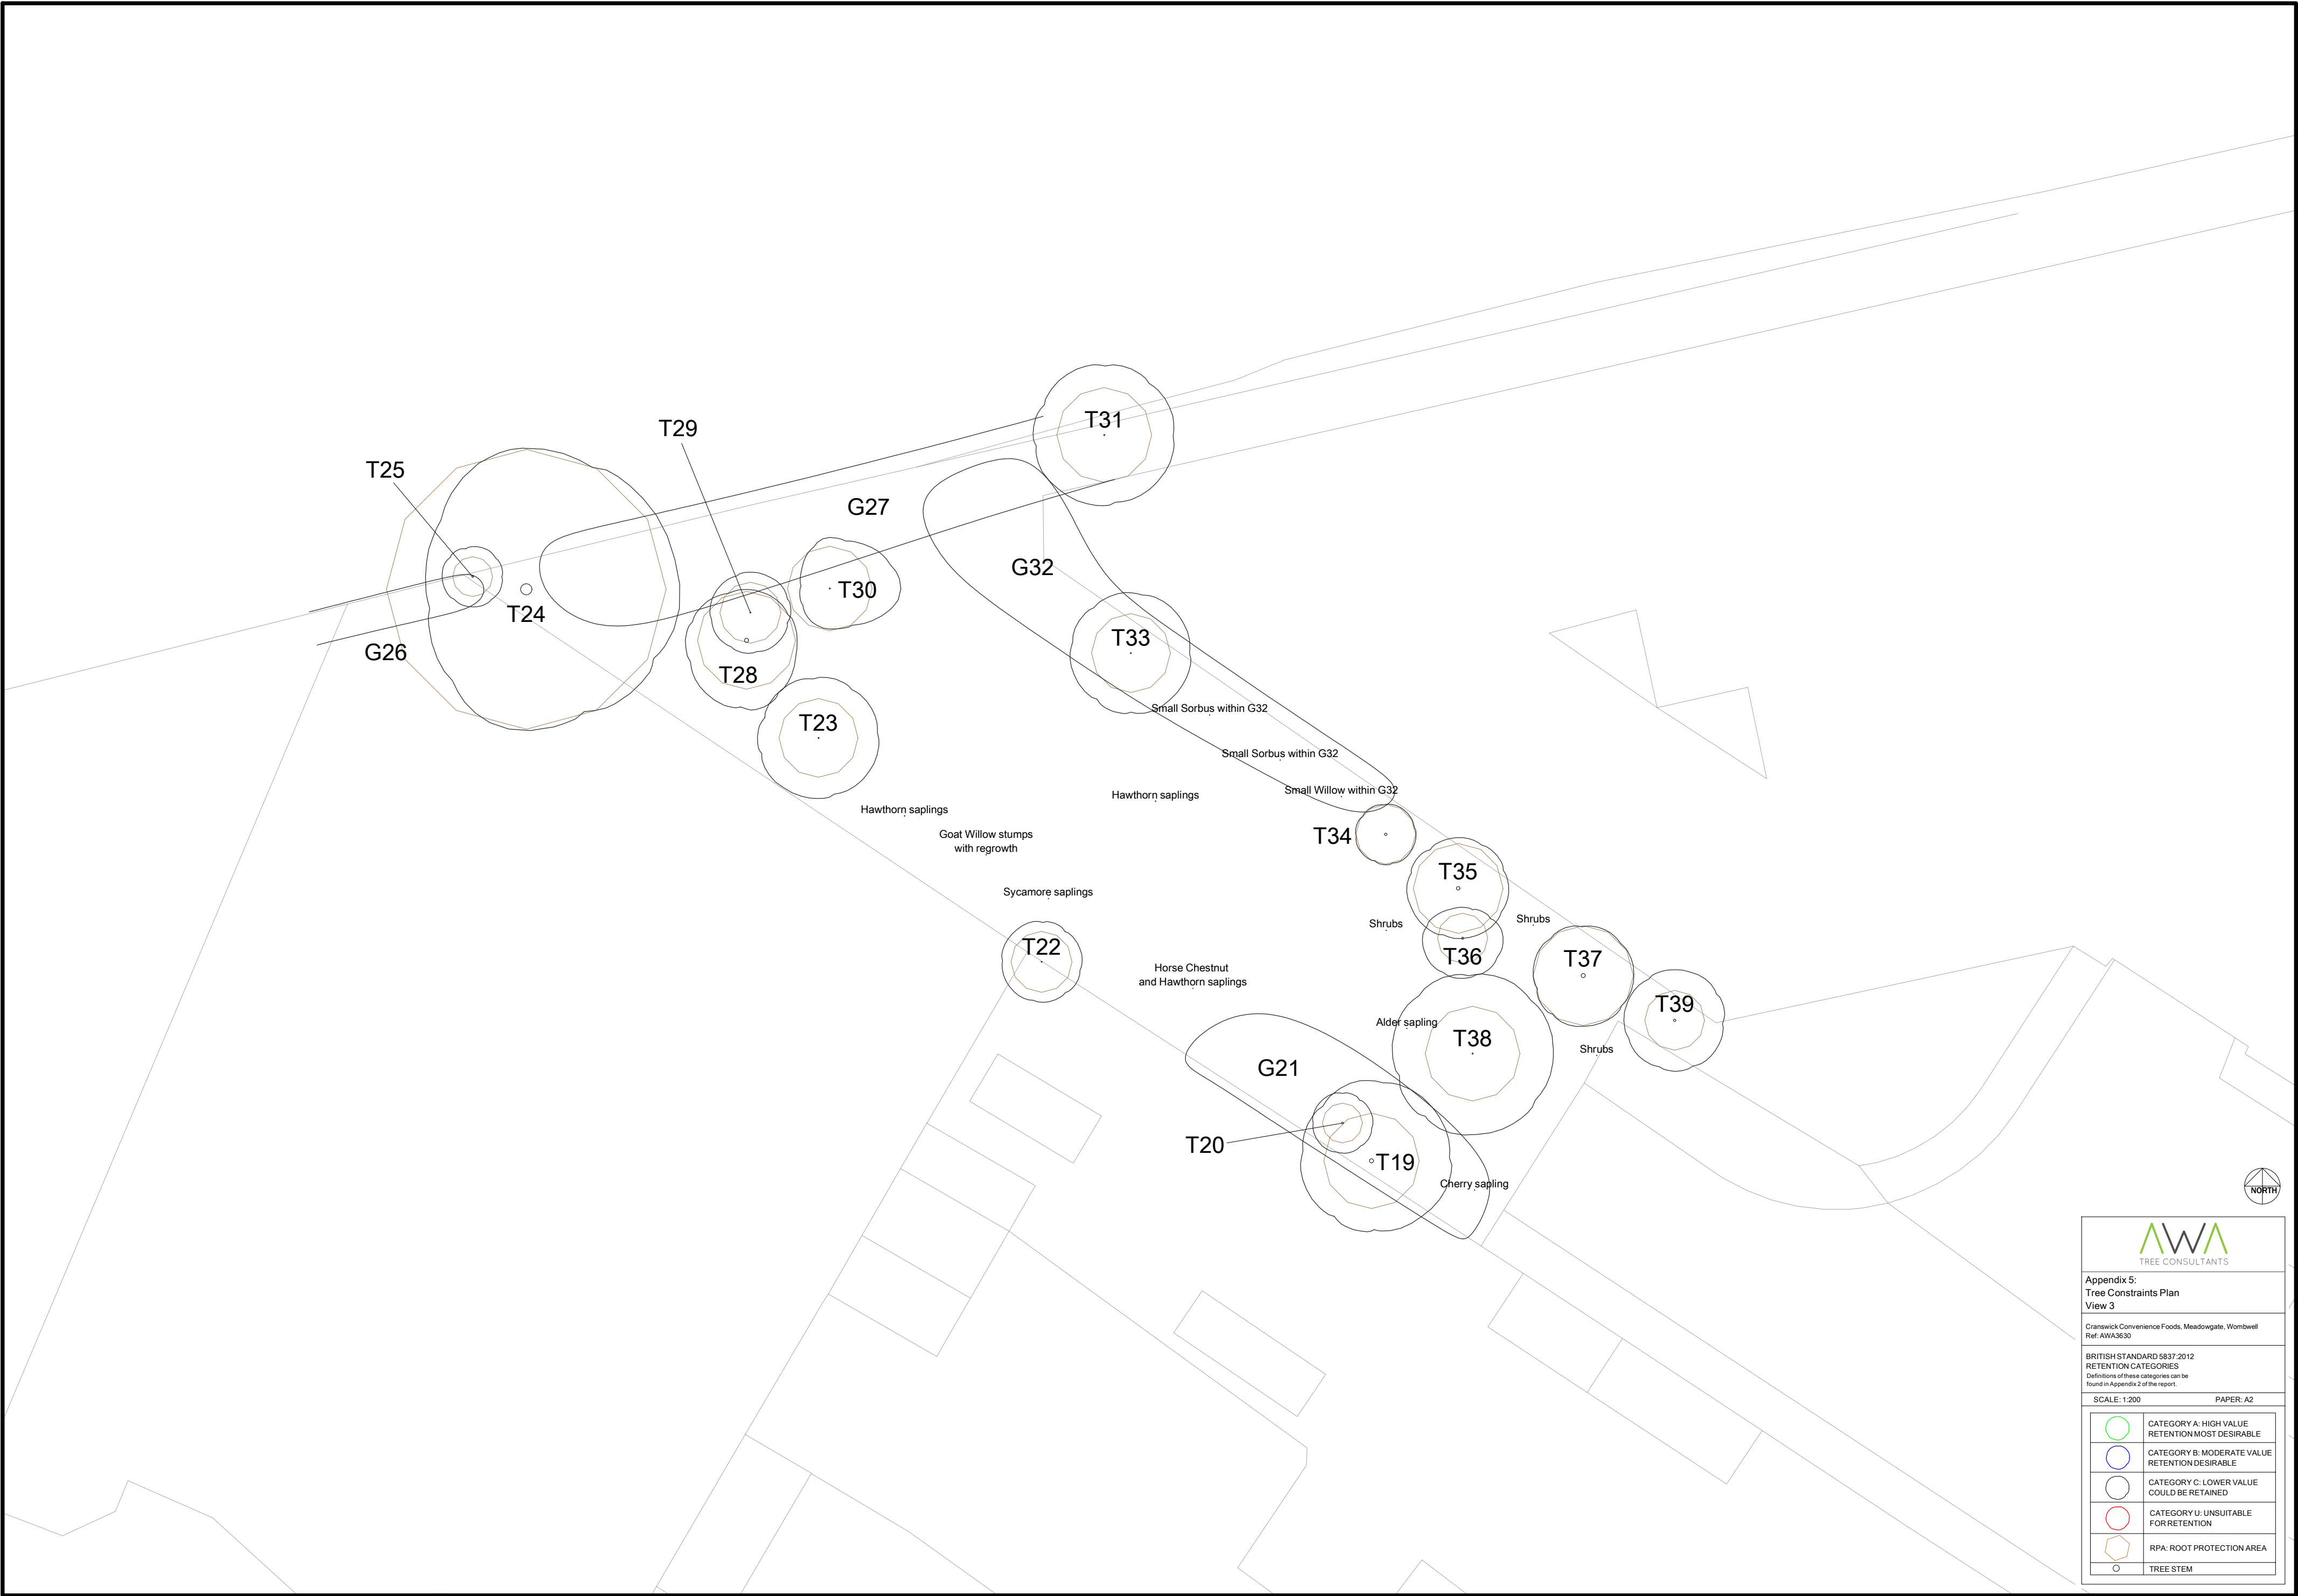 T31
T29
T25
G27
G32
T30
T24
T33
G26
T28
Small Sorbus within G32
T23
Small Sorbus within G32
Small Willow within G32
Hawthorn saplings
Hawthorn saplings
Goat Willow stumps
with regrowth
T34
T35
Sycamore saplings
Shrubs
Shrubs
T22
T36
T37
Horse Chestnut
and Hawthorn saplings
T39
Alder sapling
T38
Shrubs
G21
T20
T19
Cherry sapling
NORTH
AWA
TREE CONSULTANTS
Appendix 5:
Tree Constraints Plan
View 3
Cranswick Convenience Foods, Meadowgate, Wombwell
Ref: AWA3630
BRITISH STANDARD 5837:2012
RETENTION CATEGORIES
Definitions of these categories can be
found in Appendix 2 of the report.
SCALE: 1:200 PAPER: A2
CATEGORY A: HIGH VALUE
RETENTION MOST DESIRABLE
CATEGORY B: MODERATE VALUE
RETENTION DESIRABLE
CATEGORY C: LOWER VALUE
COULD BE RETAINED
CATEGORY U: UNSUITABLE
FOR RETENTION
RPA: ROOT PROTECTION AREA
TREE STEM